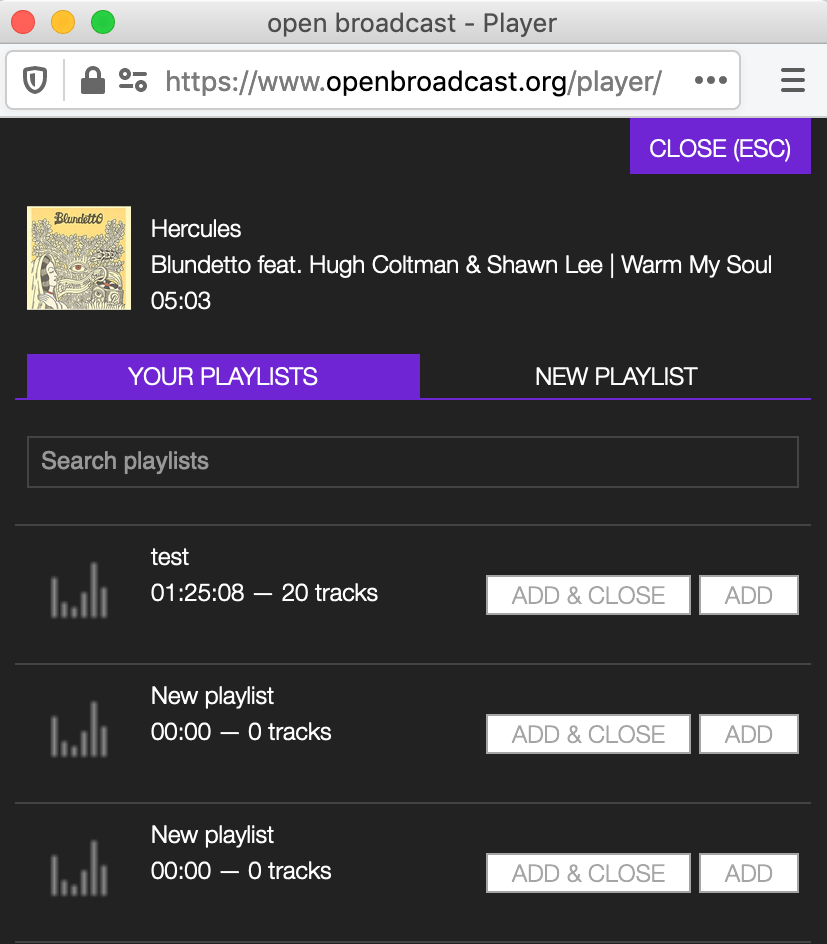 open broadcast - Player
https://www.openbroadcast.org/player/
CLOSE (ESC)
Blundetto
Hercules
Blundetto feat. Hugh Coltman & Shawn Lee | Warm My Soul
05:03
YOUR PLAYLISTS
NEW PLAYLIST
Search playlists
test
01:25:08 — 20 tracks
ADD & CLOSE
ADD
New playlist
00:00 — 0 tracks
ADD & CLOSE
ADD
New playlist
00:00 — 0 tracks
ADD & CLOSE
ADD